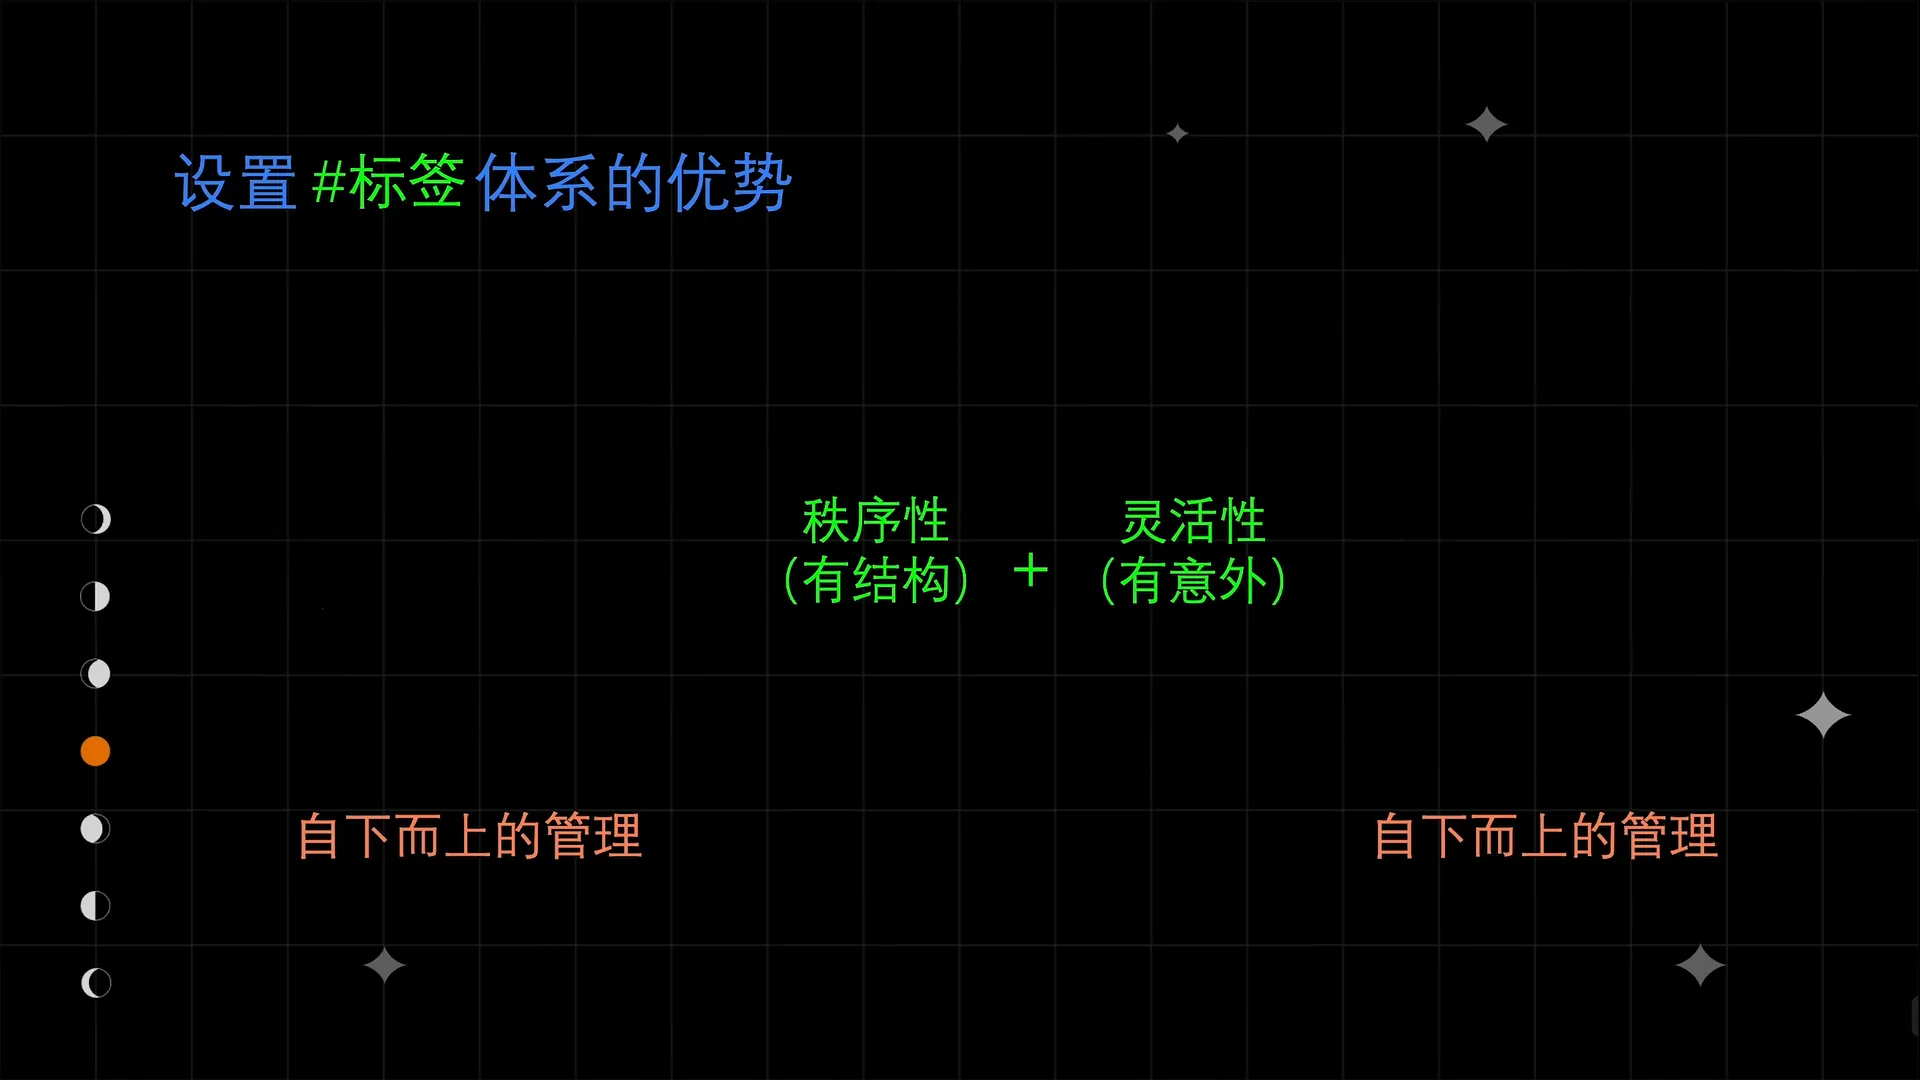 设置 #标签 体系的优势
秩序性
(有结构)
+
灵活性
(有意外)
自下而上的管理
自下而上的管理